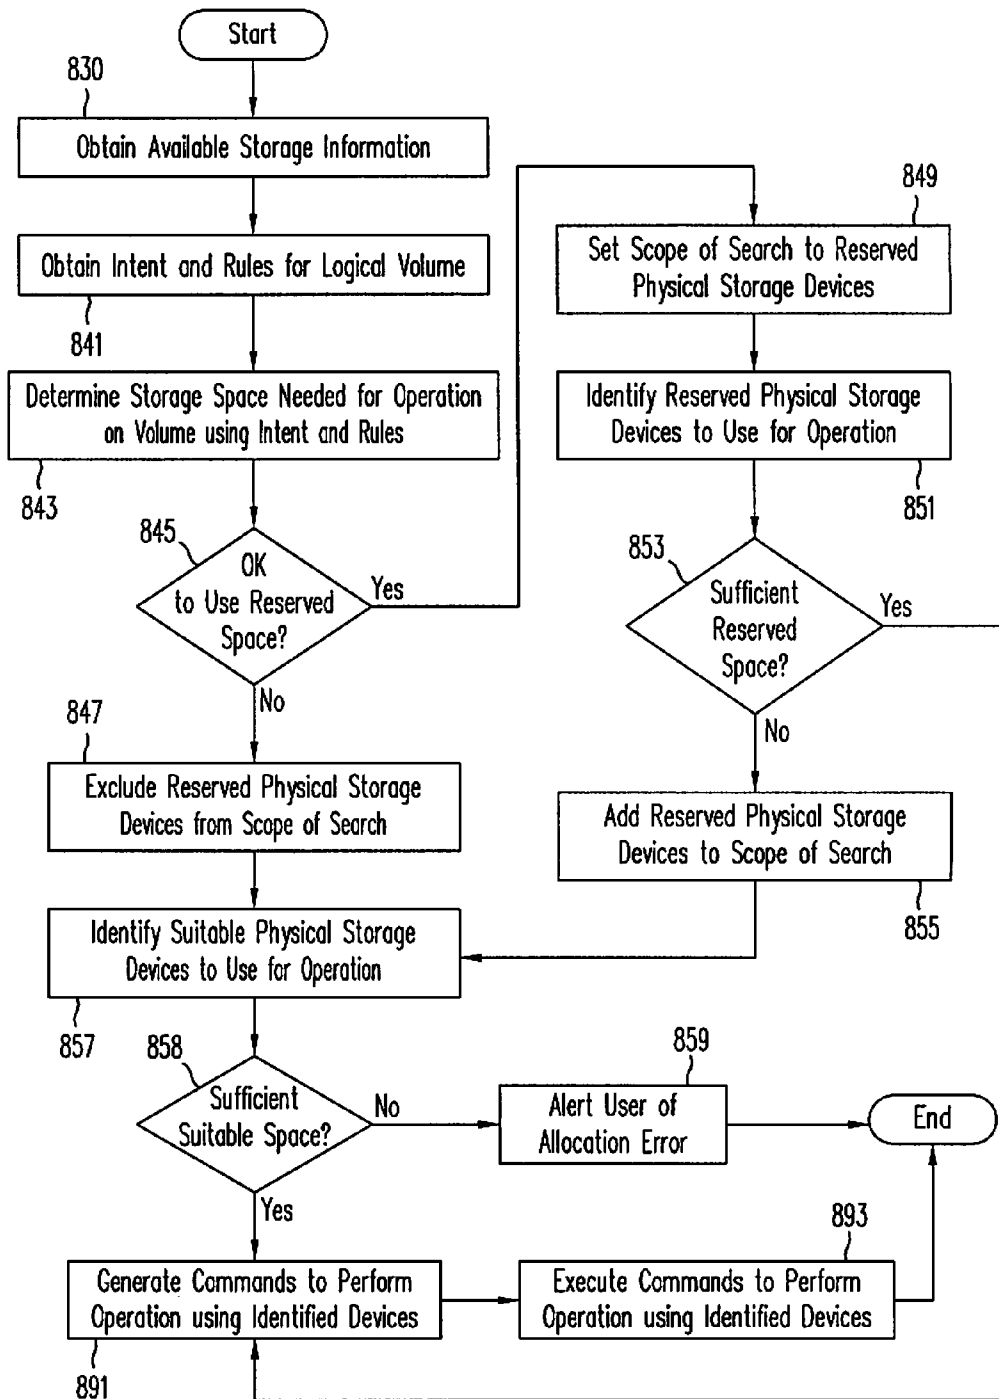 Start
830
Obtain Available Storage Information
Obtain Intent and Rules for Logical Volume
841
Determine Storage Space Needed for Operation
on Volume using Intent and Rules
843
845
OK
to Use Reserved
Space?
Yes
No
847
Exclude Reserved Physical Storage
Devices from Scope of Search
849
Set Scope of Search to Reserved
Physical Storage Devices
Identify Reserved Physical Storage
Devices to Use for Operation
851
853
Sufficient
Reserved
Space?
Yes
No
Add Reserved Physical Storage
Devices to Scope of Search
855
Identify Suitable Physical Storage
Devices to Use for Operation
857
858
Sufficient
Suitable Space?
No
859
Alert User of
Allocation Error
End
Yes
Generate Commands to Perform
Operation using Identified Devices
891
893
Execute Commands to Perform
Operation using Identified Devices